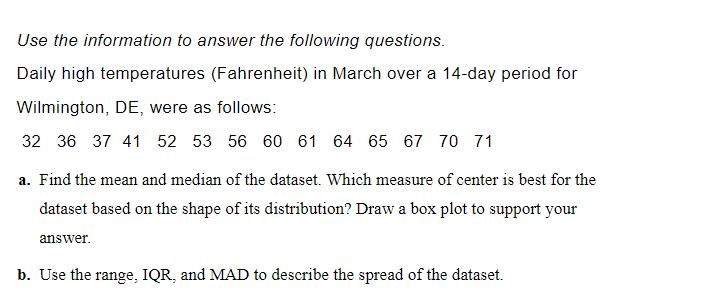 Use the information to answer the following questions.
Daily high temperatures (Fahrenheit) in March over a 14-day period for
Wilmington, DE, were as follows:
32 36 37 41 52 53 56 60 61 64 65 67 70 71
a. Find the mean and median of the dataset. Which measure of center is best for the
dataset based on the shape of its distribution? Draw a box plot to support your
answer.
b. Use the range, IQR, and MAD to describe the spread of the dataset.